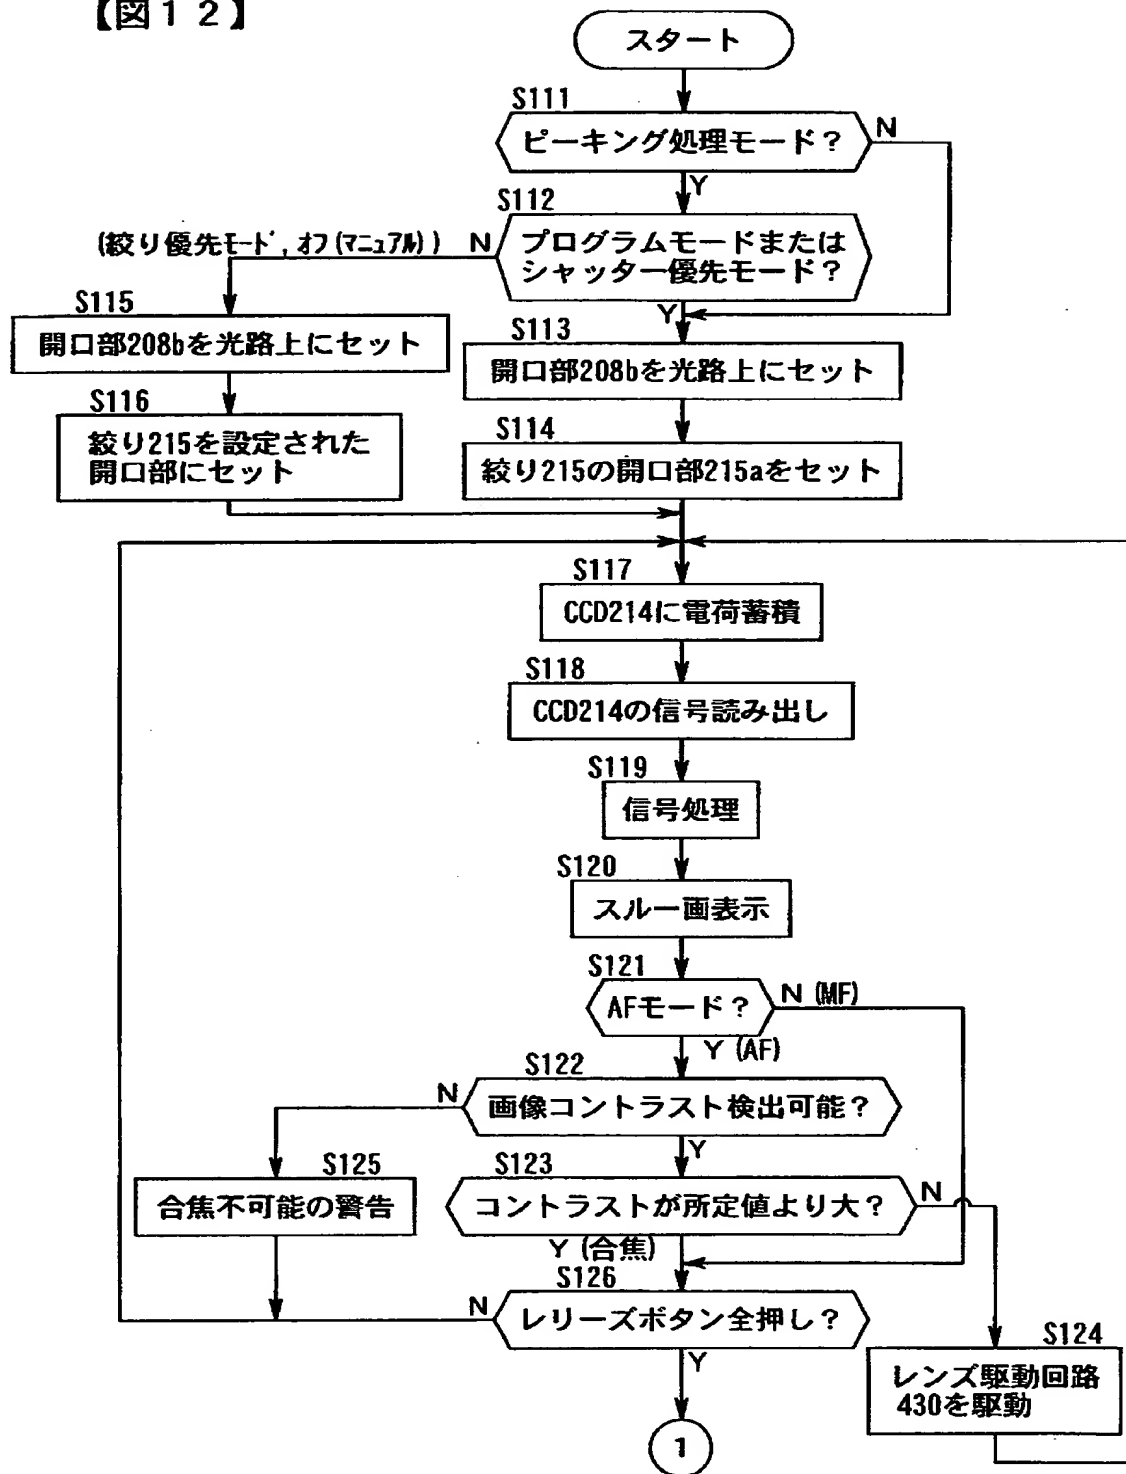 【図１２】
スタート
S111
ピーキング処理モード？
N
Y
S112
プログラムモードまたは
シャッター優先モード？
N
(絞り優先ﾓｰﾄﾞ,ｵﾌ(ﾏﾆｭｱﾙ))
Y
S115
開口部208bを光路上にセット
S113
開口部208bを光路上にセット
S116
絞り215を設定された
開口部にセット
S114
絞り215の開口部215aをセット
S117
CCD214に電荷蓄積
S118
CCD214の信号読み出し
S119
信号処理
S120
スルー画表示
S121
AFモード？
N (MF)
Y (AF)
S122
画像コントラスト検出可能？
N
Y
S125
合焦不可能の警告
S123
コントラストが所定値より大？
N
Y (合焦)
S126
レリーズボタン全押し？
N
Y
S124
レンズ駆動回路
430を駆動
1